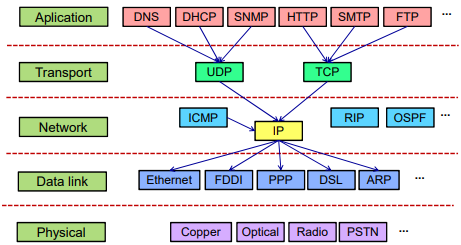 Aplication DNS DHCP SNMP HTTP SMTP FTP ...
Transport UDP TCP
Network ICMP IP RIP OSPF ...
Data link Ethernet FDDI PPP DSL ARP ...
Physical Copper Optical Radio PSTN ...